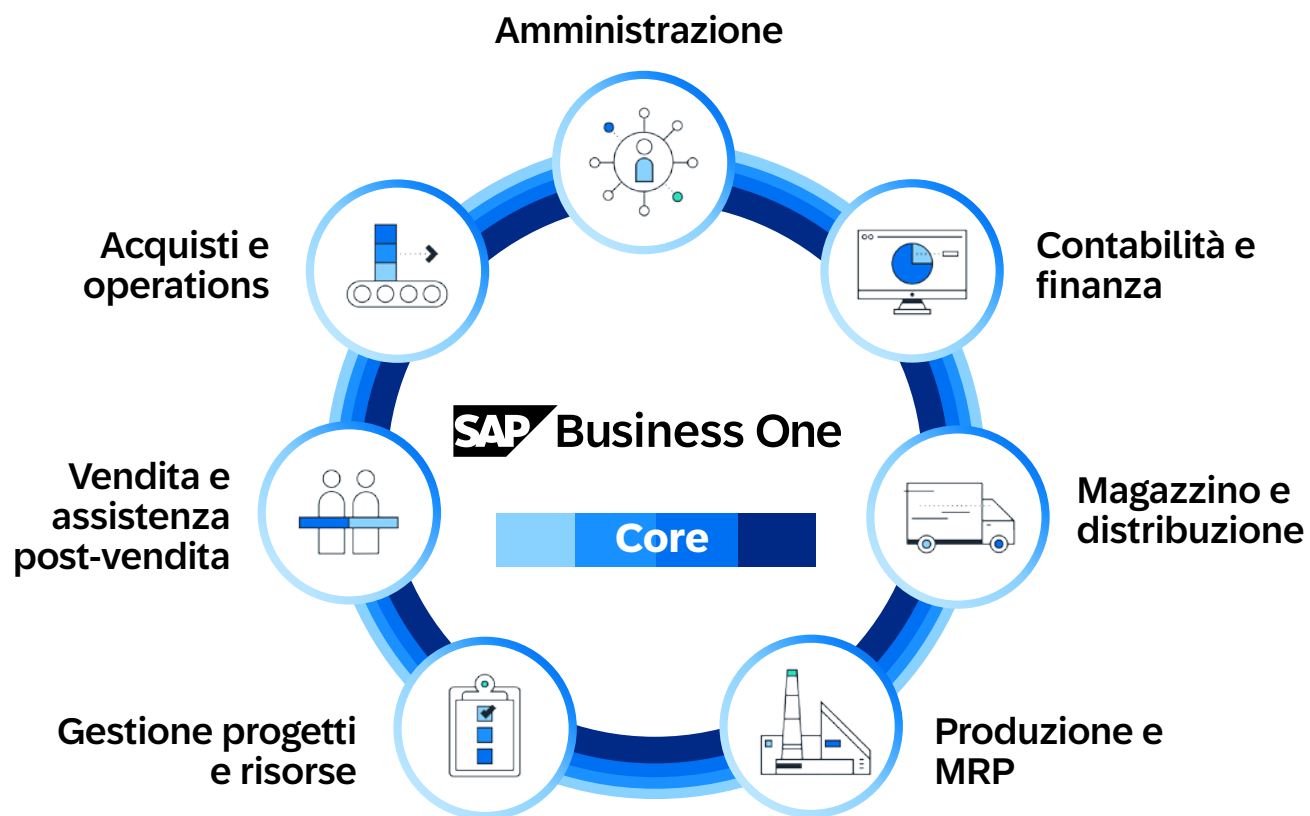 Amministrazione
Acquisti e
operations
Contabilità e
finanza
SAP Business One
Core
Vendita e
assistenza
post-vendita
Magazzino e
distribuzione
Gestione progetti
e risorse
Produzione e
MRP